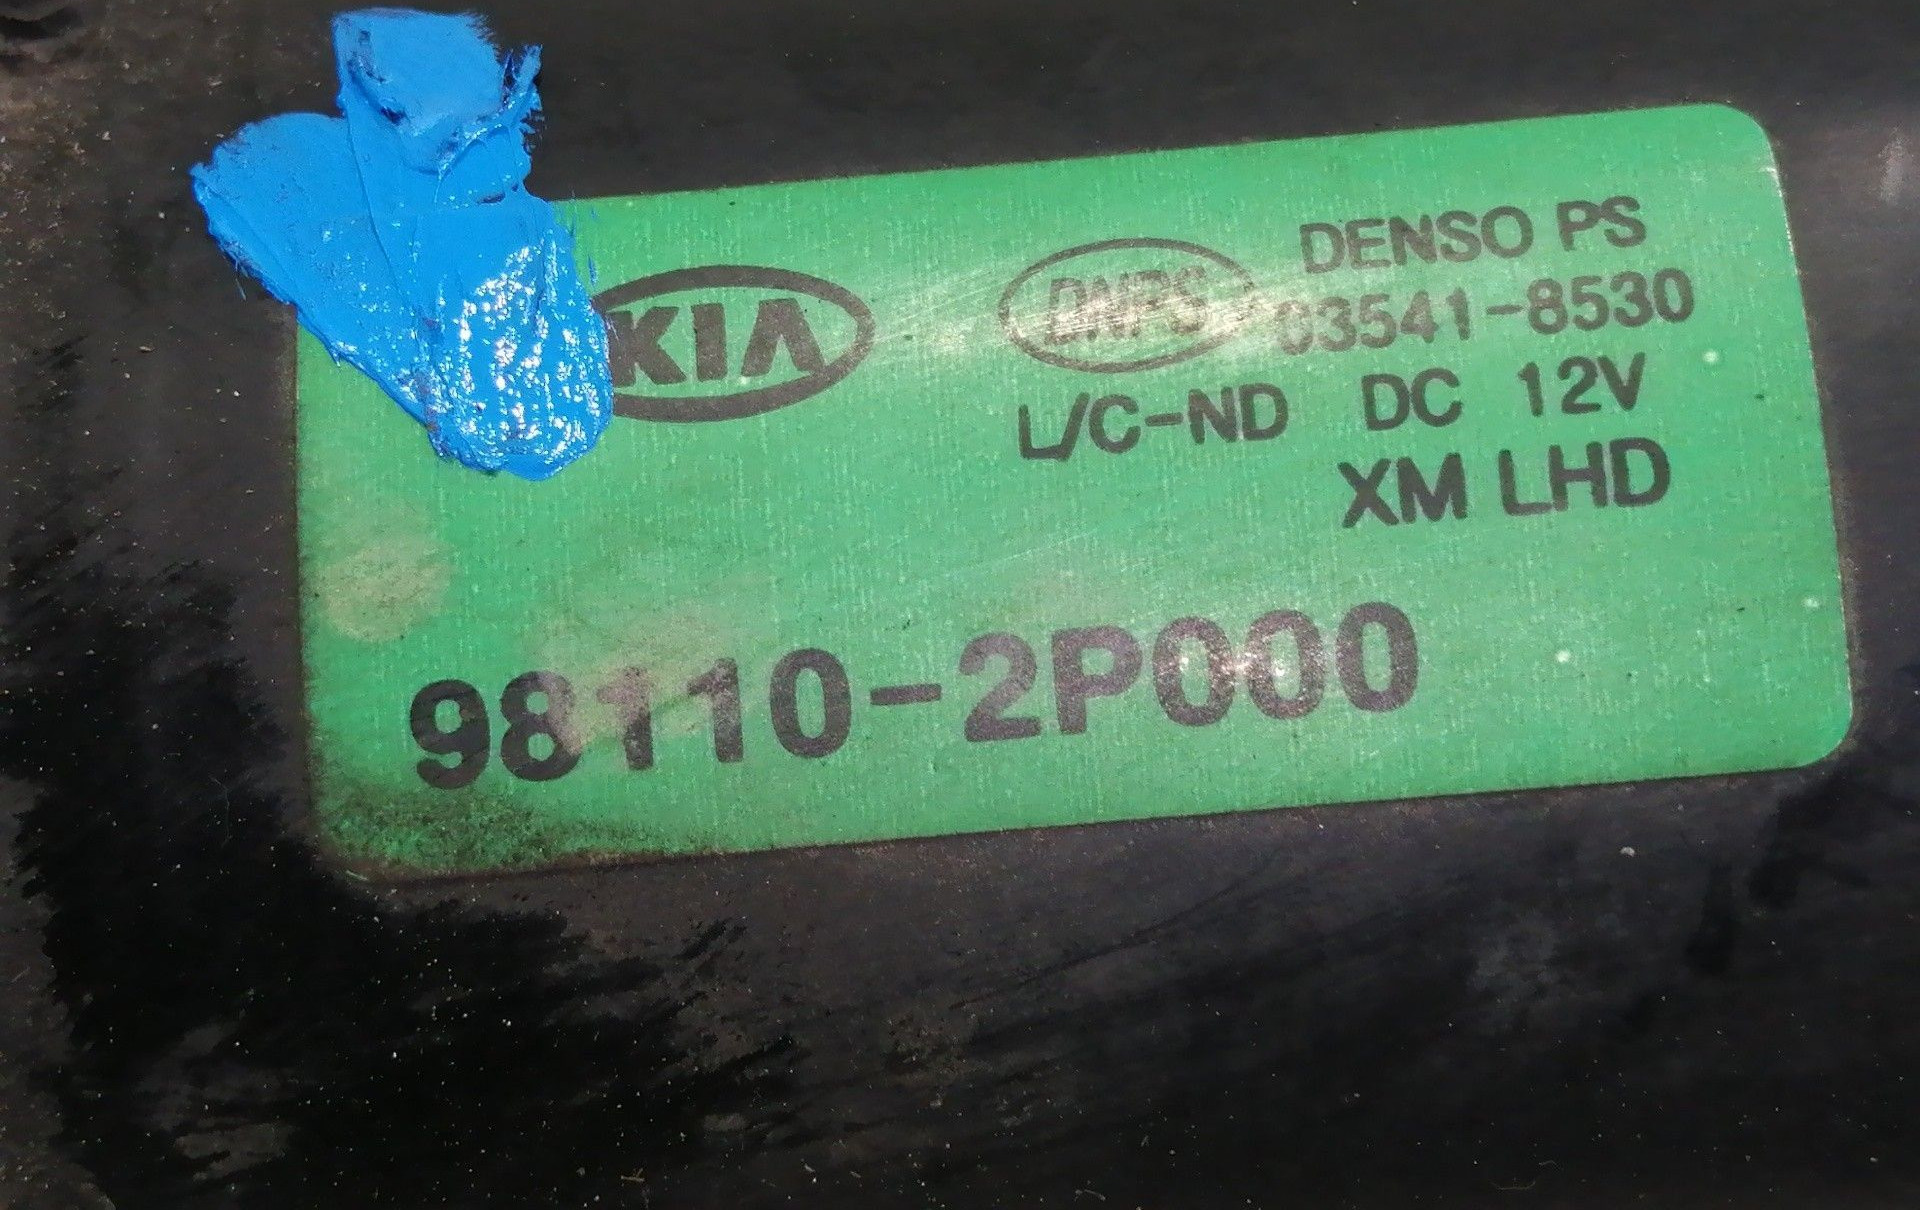 KIA
DNPS
DENSO PS
03541-8530
L/C-ND DC 12V
XM LHD
98110-2P000